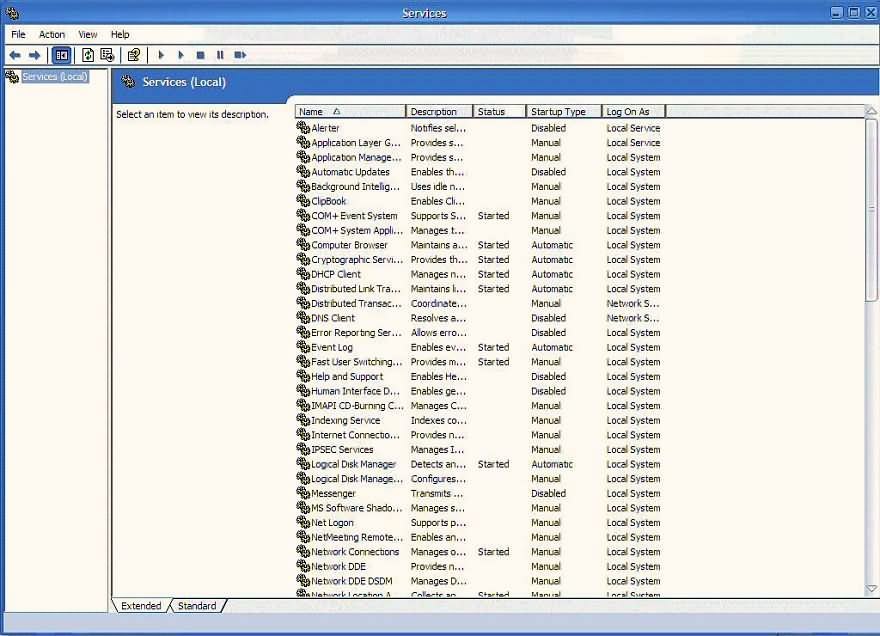 Services
File Action View Help
Services (Local)
Services (Local)
Select an item to view its description.
Name Description Status Startup Type Log On As
Alerter Notifies sel... Disabled Local Service
Application Layer G... Provides s... Manual Local Service
Application Manage... Provides s... Manual Local System
Automatic Updates Enables th... Disabled Local System
Background Intellig... Uses idle n... Manual Local System
ClipBook Enables Cli... Manual Local System
COM+ Event System Supports S... Started Manual Local System
COM+ System Appli... Manages t... Manual Local System
Computer Browser Maintains a... Started Automatic Local System
Cryptographic Servi... Provides th... Started Automatic Local System
DHCP Client Manages n... Started Automatic Local System
Distributed Link Tra... Maintains li... Started Automatic Local System
Distributed Transac... Coordinate... Manual Network S...
DNS Client Resolves a... Disabled Network S...
Error Reporting Ser... Allows erro... Disabled Local System
Event Log Enables ev... Started Automatic Local System
Fast User Switching... Provides m... Started Manual Local System
Help and Support Enables He... Disabled Local System
Human Interface D... Enables ge... Disabled Local System
IMAPI CD-Burning C... Manages C... Manual Local System
Indexing Service Indexes co... Manual Local System
Internet Connectio... Provides n... Manual Local System
IPSEC Services Manages I... Manual Local System
Logical Disk Manager Detects an... Started Automatic Local System
Logical Disk Manage... Configures... Manual Local System
Messenger Transmits ... Disabled Local System
MS Software Shado... Manages s... Manual Local System
Net Logon Supports p... Manual Local System
NetMeeting Remote... Enables an... Manual Local System
Network Connections Manages o... Started Manual Local System
Network DDE Provides n... Manual Local System
Network DDE DSDM Manages D... Manual Local System
Network Location A... Collects an... Started Manual Local System
Extended Standard